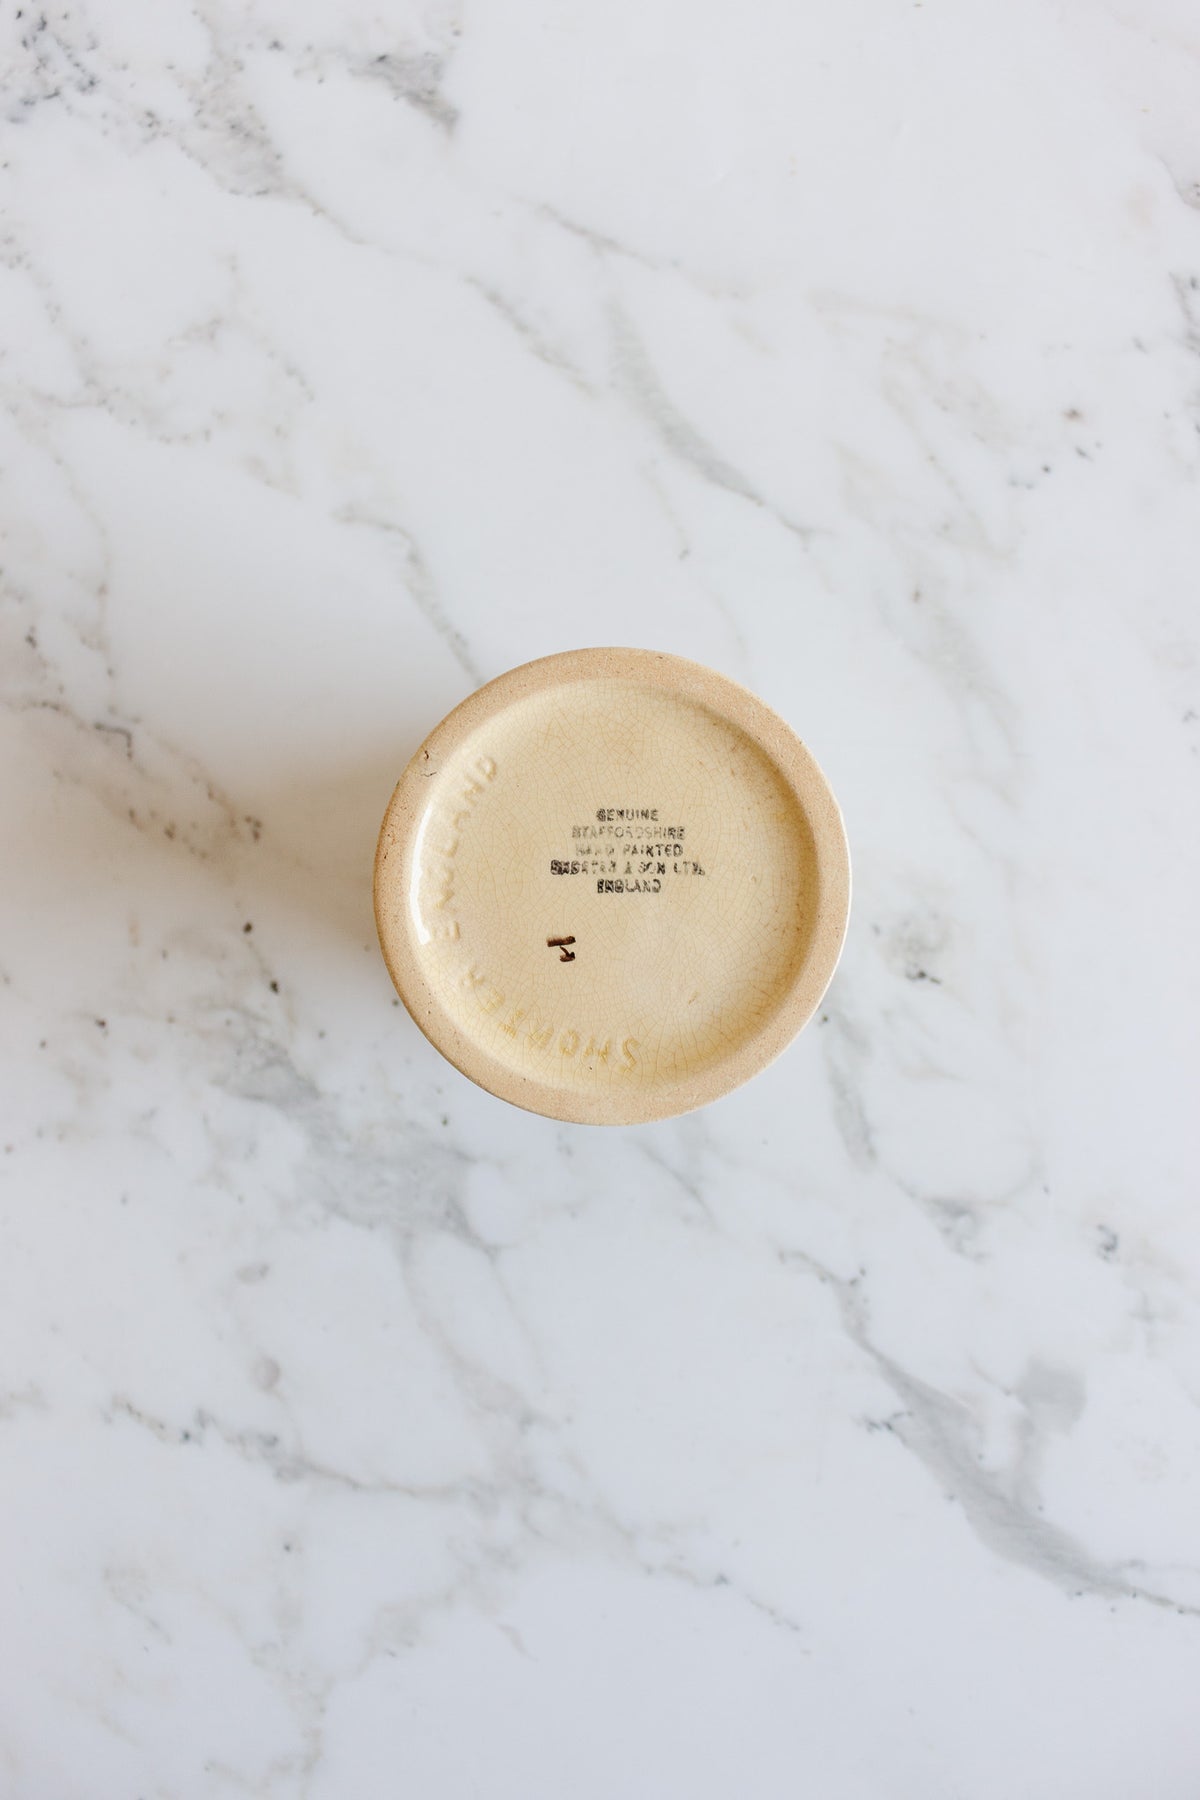 GENUINE
STAFFORDSHIRE
HAND PAINTED
SHORTER & SON LTD.
ENGLAND
SHORTER ENGLAND